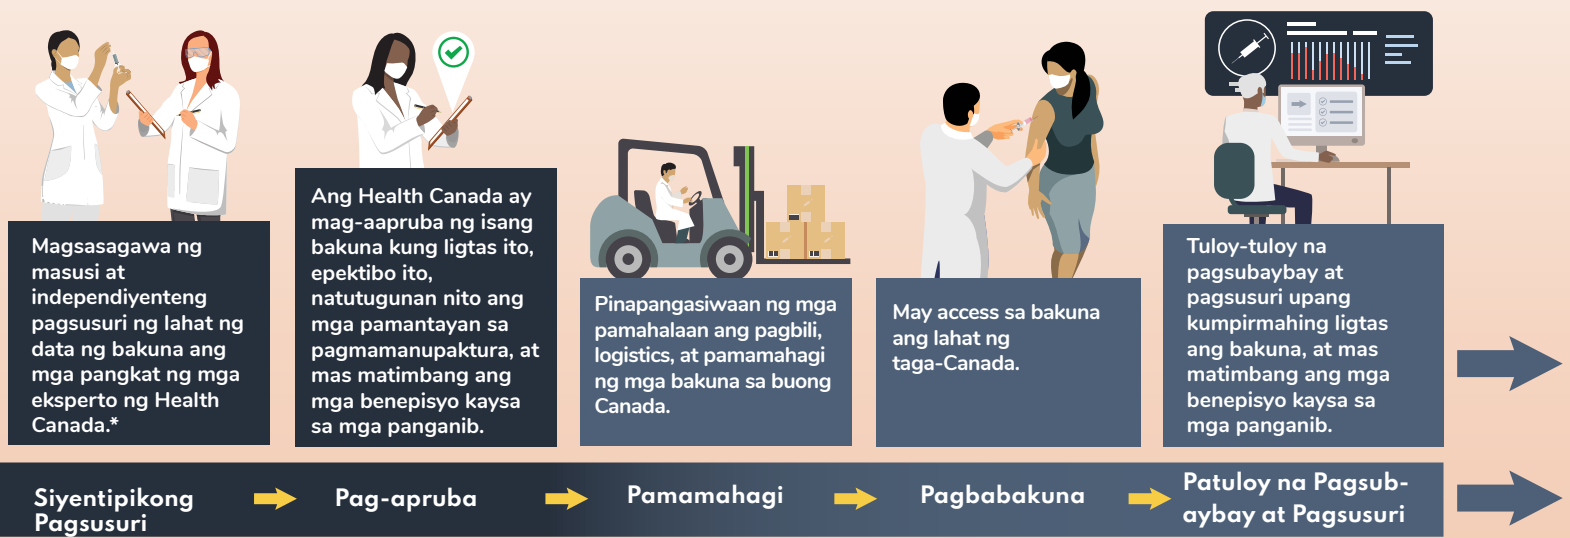 Magsasagawa ng
masusi at
independiyenteng
pagsusuri ng lahat ng
data ng bakuna ang
mga pangkat ng mga
eksperto ng Health
Canada.*
Ang Health Canada ay
mag-aapruba ng isang
bakuna kung ligtas ito,
epektibo ito,
natutugunan nito ang
mga pamantayan sa
pagmamanupaktura, at
mas matimbang ang
mga benepisyo kaysa
sa mga panganib.
Pinapangasiwaan ng mga
pamahalaan ang pagbili,
logistics, at pamamahagi
ng mga bakuna sa buong
Canada.
May access sa bakuna
ang lahat ng
taga-Canada.
Tuloy-tuloy na
pagsubaybay at
pagsusuri upang
kumpirmahing ligtas
ang bakuna, at mas
matimbang ang mga
benepisyo kaysa sa
mga panganib.
Siyentipikong
Pagsusuri
Pag-apruba
Pamamahagi
Pagbabakuna
Patuloy na Pagsub-
aybay at Pagsusuri